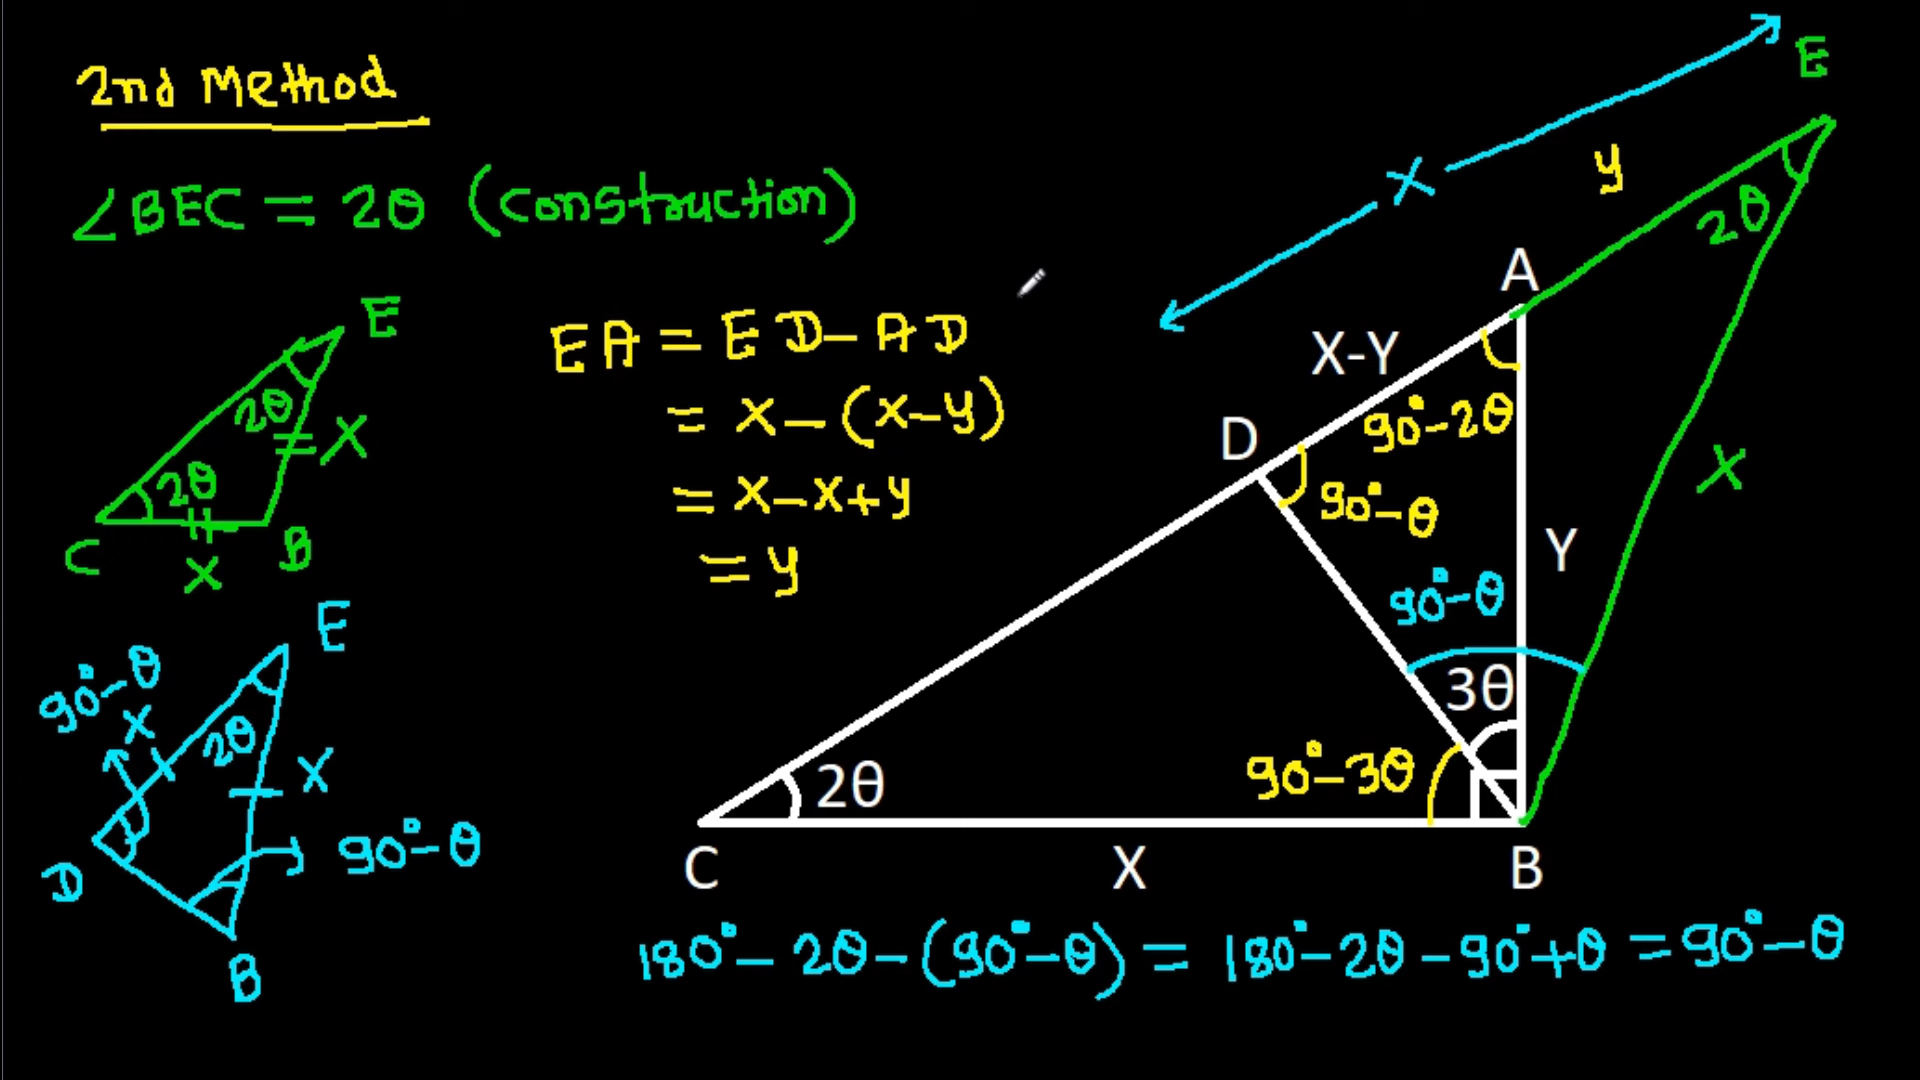 2nd Method
∠BEC = 2θ (Construction)
E
2θ
2θ
X
C
X
B
EA = ED - AD
= x - (x - y)
= x - x + y
= y
E
90° - θ
X
2θ
X
90° - θ
D
B
E
X
y
2θ
A
X-Y
90° - 2θ
D
90° - θ
X
Y
90° - θ
3θ
90° - 3θ
2θ
C
X
B
180° - 2θ - (90° - θ) = 180° - 2θ - 90° + θ = 90° - θ